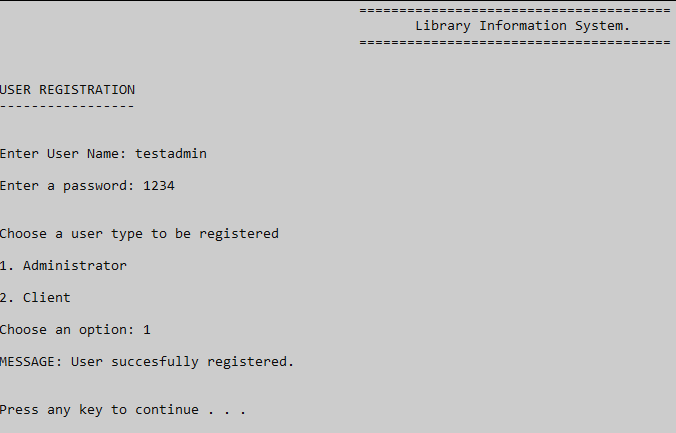 =======================================
Library Information System.
=======================================
USER REGISTRATION
-----------------
Enter User Name: testadmin
Enter a password: 1234
Choose a user type to be registered
1. Administrator
2. Client
Choose an option: 1
MESSAGE: User succesfully registered.
Press any key to continue . . .